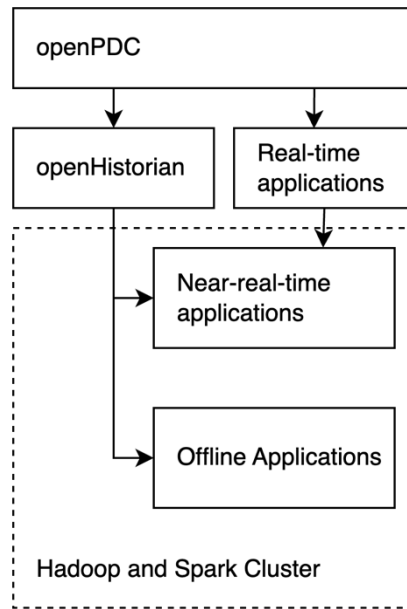 openPDC
openHistorian
Real-time
applications
Near-real-time
applications
Offline Applications
Hadoop and Spark Cluster